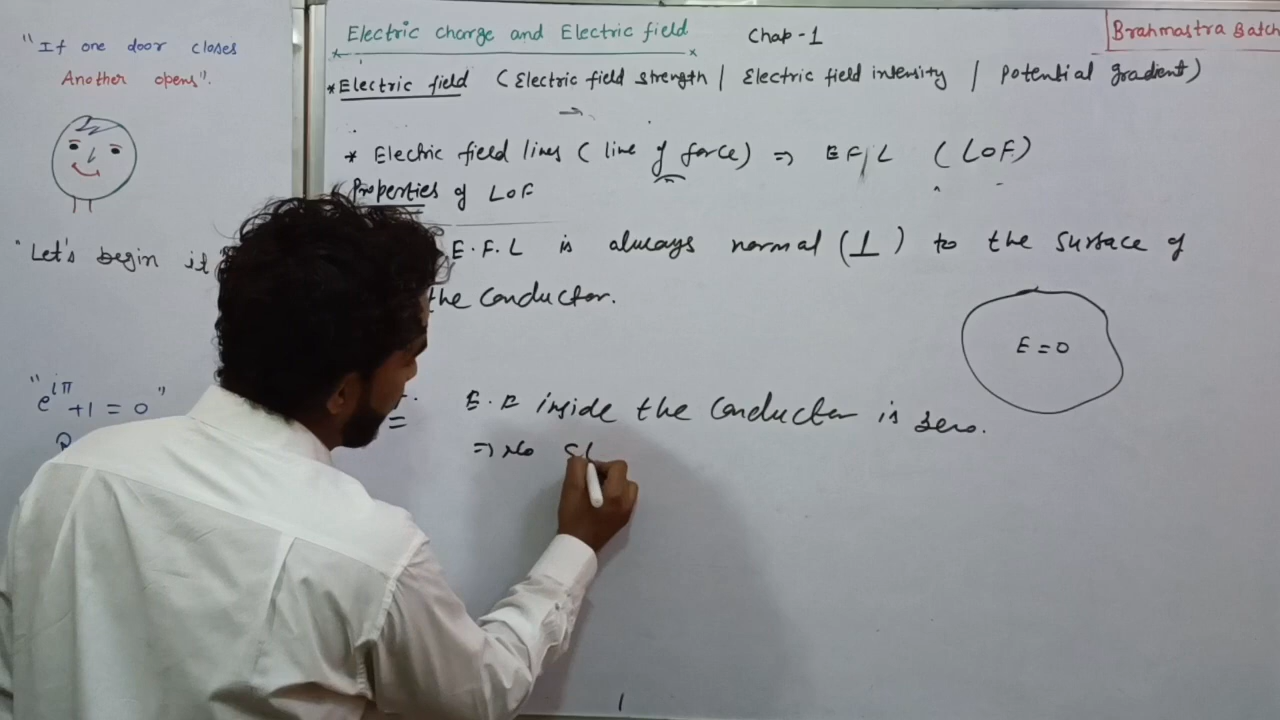 "If one door closes
Another opens".
"Let's begin it
"e^iπ +1 = 0"
Electric charge and Electric field
Chap-1
Brahmastra Batch
* Electric field (Electric field strength | Electric field intensity | Potential gradient)
* Electric field lines (line of force) ⇒ E F L (LOF)
Properties of LOF
E.F.L is always normal (⊥) to the surface of
the conductor.
E = 0
E.F inside the conductor is zero.
⇒ No